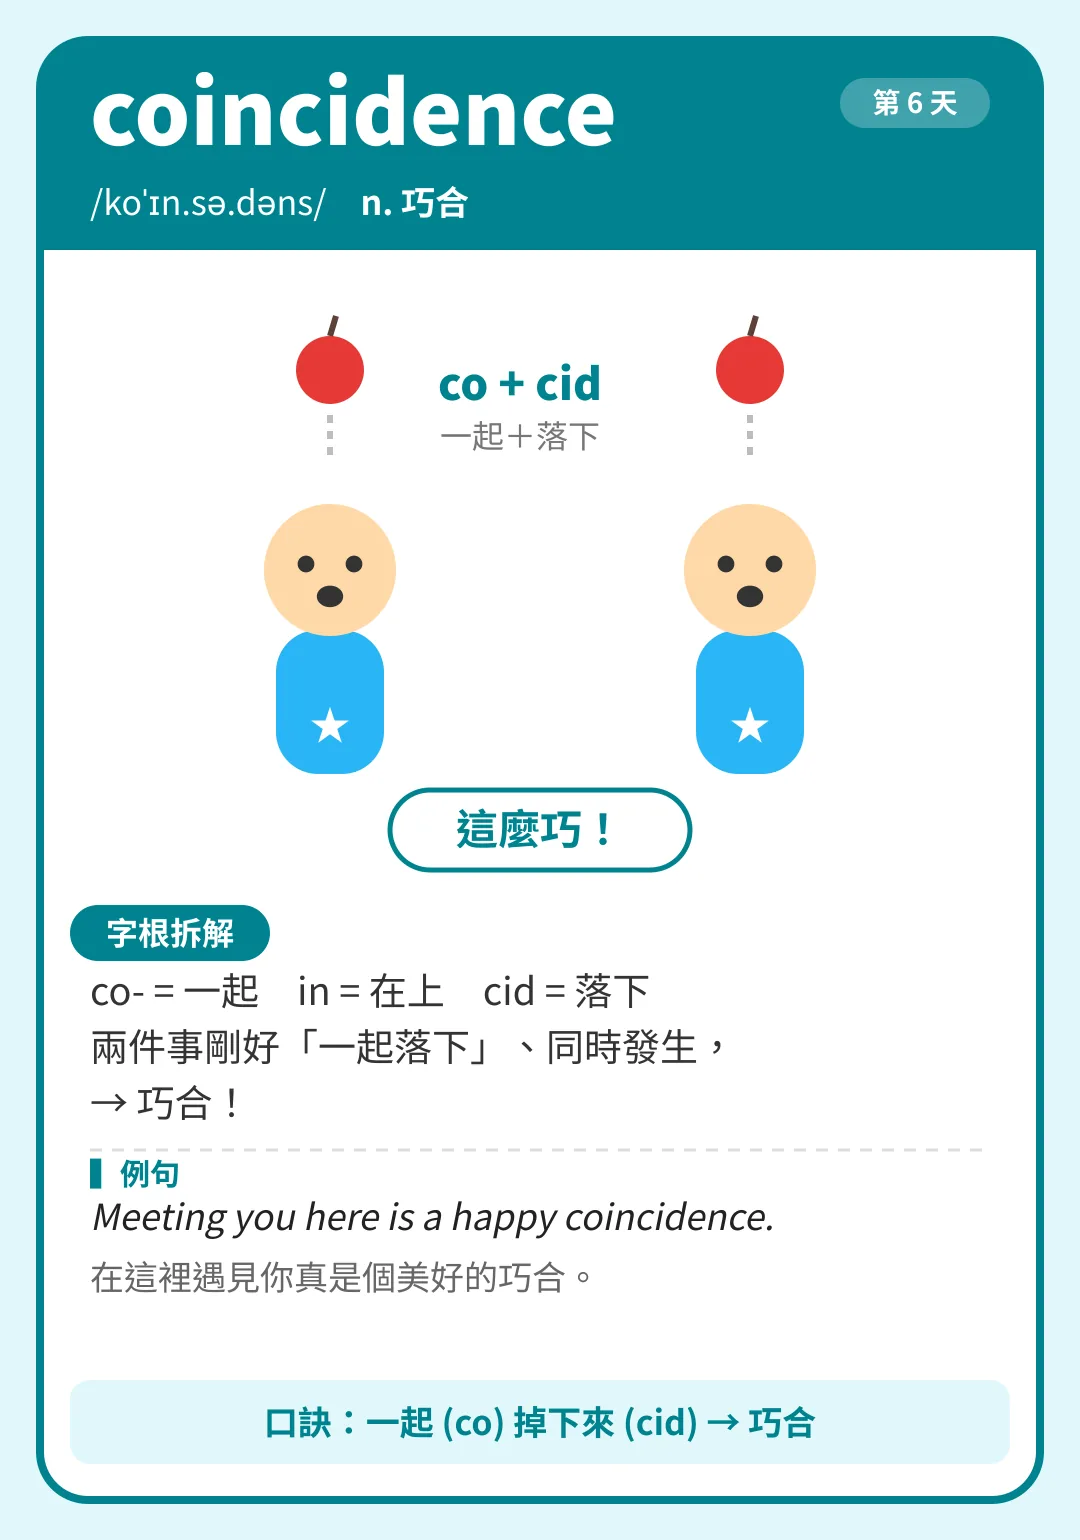 coincidence
第 6 天
/koˈɪn.sə.dəns/ n. 巧合
co + cid
一起＋落下
★ ★
這麼巧！
字根拆解
co- = 一起 in = 在上 cid = 落下
兩件事剛好「一起落下」、同時發生，
→ 巧合！
例句
Meeting you here is a happy coincidence.
在這裡遇見你真是個美好的巧合。
口訣：一起 (co) 掉下來 (cid) → 巧合